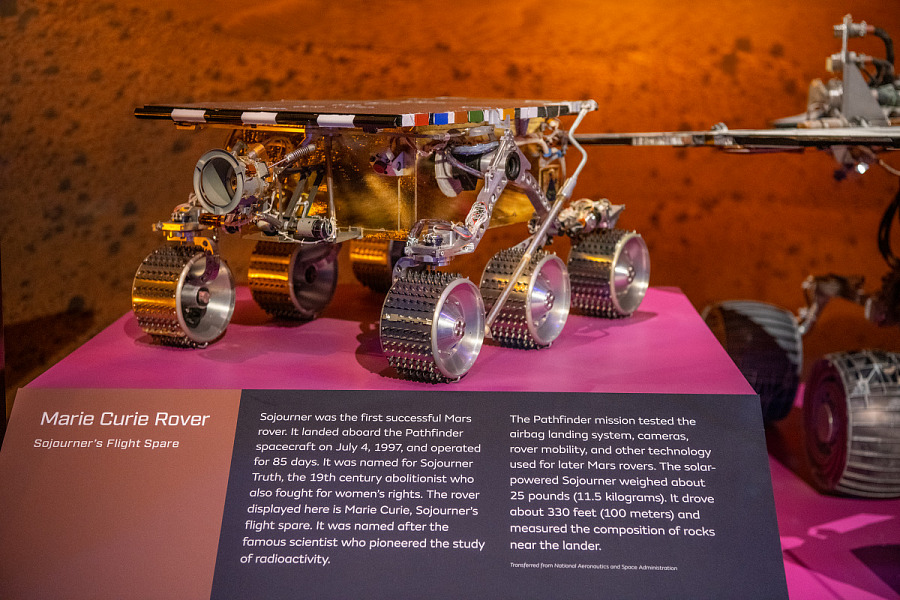 Marie Curie Rover
Sojourner's Flight Spare
Sojourner was the first successful Mars
rover. It landed aboard the Pathfinder
spacecraft on July 4, 1997, and operated
for 85 days. It was named for Sojourner
Truth, the 19th century abolitionist who
also fought for women's rights. The rover
displayed here is Marie Curie, Sojourner's
flight spare. It was named after the
famous scientist who pioneered the study
of radioactivity.
The Pathfinder mission tested the
airbag landing system, cameras,
rover mobility, and other technology
used for later Mars rovers. The solar-
powered Sojourner weighed about
25 pounds (11.5 kilograms). It drove
about 330 feet (100 meters) and
measured the composition of rocks
near the lander.
Transferred from National Aeronautics and Space Administration